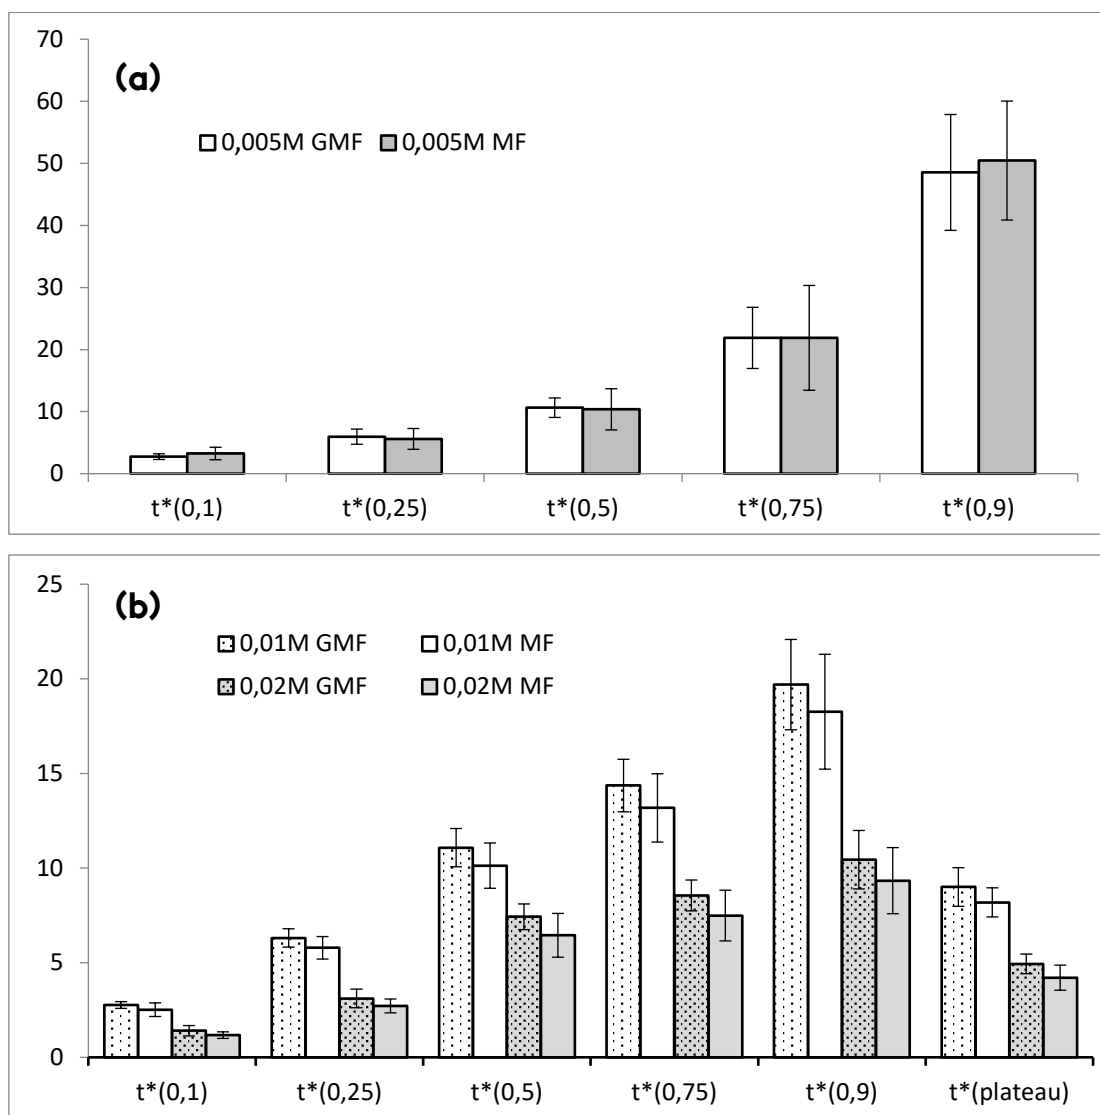 70
(a)
60
0,005M GMF 0,005M MF
50
40
30
20
10
0
t*(0,1) t*(0,25) t*(0,5) t*(0,75) t*(0,9)
25
(b)
0,01M GMF 0,01M MF
20
0,02M GMF 0,02M MF
15
10
5
0
t*(0,1) t*(0,25) t*(0,5) t*(0,75) t*(0,9) t*(plateau)